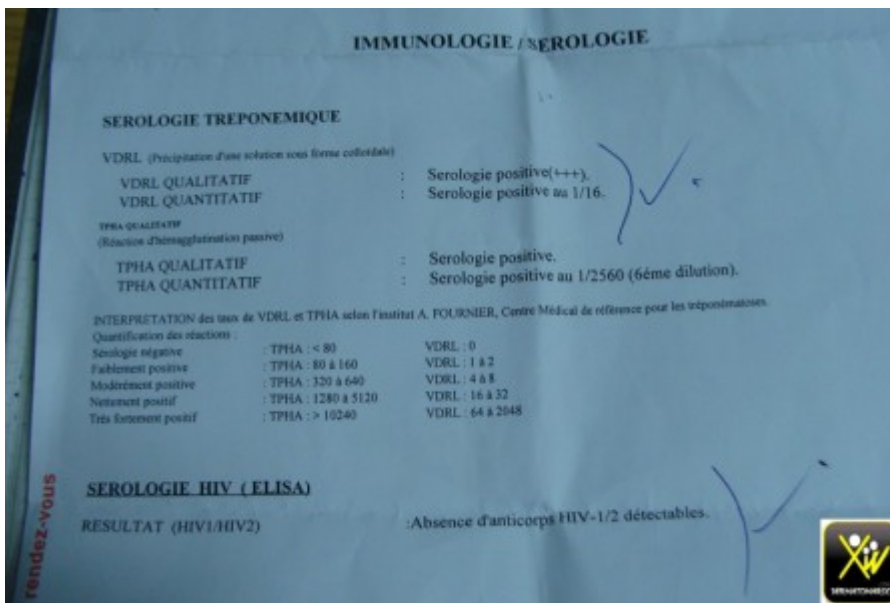 IMMUNOLOGIE / SEROLOGIE
SEROLOGIE TREPONEMIQUE
VDRL (Précipitation d'une solution sous forme colloïdale)
VDRL QUALITATIF : Serologie positive(+++).
VDRL QUANTITATIF : Serologie positive au 1/16.
TPHA QUALITATIF
(Réaction d'hémagglutination passive)
TPHA QUALITATIF : Serologie positive.
TPHA QUANTITATIF : Serologie positive au 1/2560 (6éme dilution).
INTERPRETATION des taux de VDRL et TPHA selon l'institut A. FOURNIER, Centre Médical de référence pour les tréponématoses
Quantification des réactions :
Sérologie négative : TPHA : < 80 VDRL : 0
Faiblement positive : TPHA : 80 à 160 VDRL : 1 à 2
Modérément positive : TPHA : 320 à 640 VDRL : 4 à 8
Nettement positif : TPHA : 1280 à 5120 VDRL : 16 à 32
Trés fortement positif : TPHA : > 10240 VDRL : 64 à 2048
SEROLOGIE HIV ( ELISA)
RESULTAT (HIV1/HIV2) :Absence d'anticorps HIV-1/2 détectables.
rendez-vous